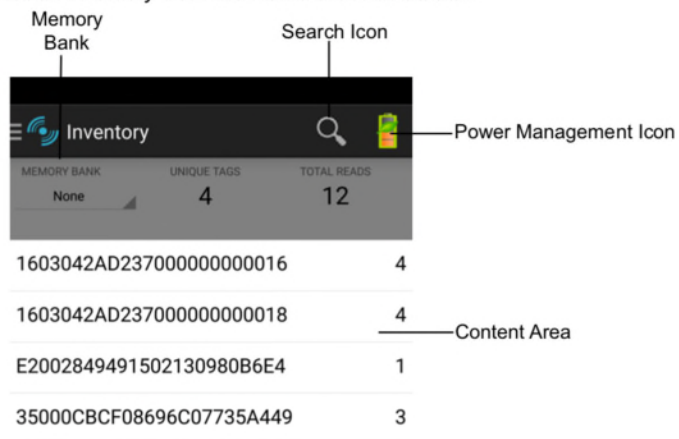 Memory
Bank
Search Icon
Inventory
Power Management Icon
MEMORY BANK
UNIQUE TAGS
TOTAL READS
None
4
12
1603042AD237000000000016 4
1603042AD237000000000018 4
Content Area
E2002849491502130980B6E4 1
35000CBCF08696C07735A449 3